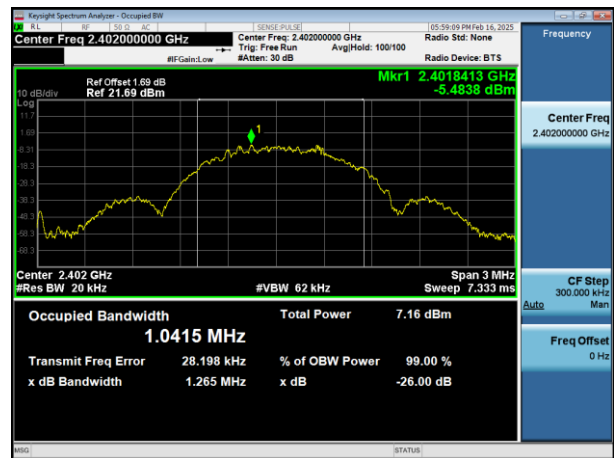 Keysight Spectrum Analyzer - Occupied BW
RL RF 50 Ω AC SENSE:PULSE 05:59:09 PM Feb 16, 2025
Center Freq 2.402000000 GHz Center Freq: 2.402000000 GHz Radio Std: None
Trig: Free Run Avg|Hold: 100/100
#IFGain:Low #Atten: 30 dB Radio Device: BTS
Frequency
Ref Offset 1.69 dB Mkr1 2.4018413 GHz
10 dB/div Ref 21.69 dBm -5.4838 dBm
Log
11.7
1.69
-8.31
-18.3
-28.3
-38.3
-48.3
-58.3
-68.3
1
Center 2.402 GHz Span 3 MHz
#Res BW 20 kHz #VBW 62 kHz Sweep 7.333 ms
Occupied Bandwidth Total Power 7.16 dBm
1.0415 MHz
Transmit Freq Error 28.198 kHz % of OBW Power 99.00 %
x dB Bandwidth 1.265 MHz x dB -26.00 dB
Center Freq
2.402000000 GHz
CF Step
300.000 kHz
Auto Man
Freq Offset
0 Hz
MSG STATUS